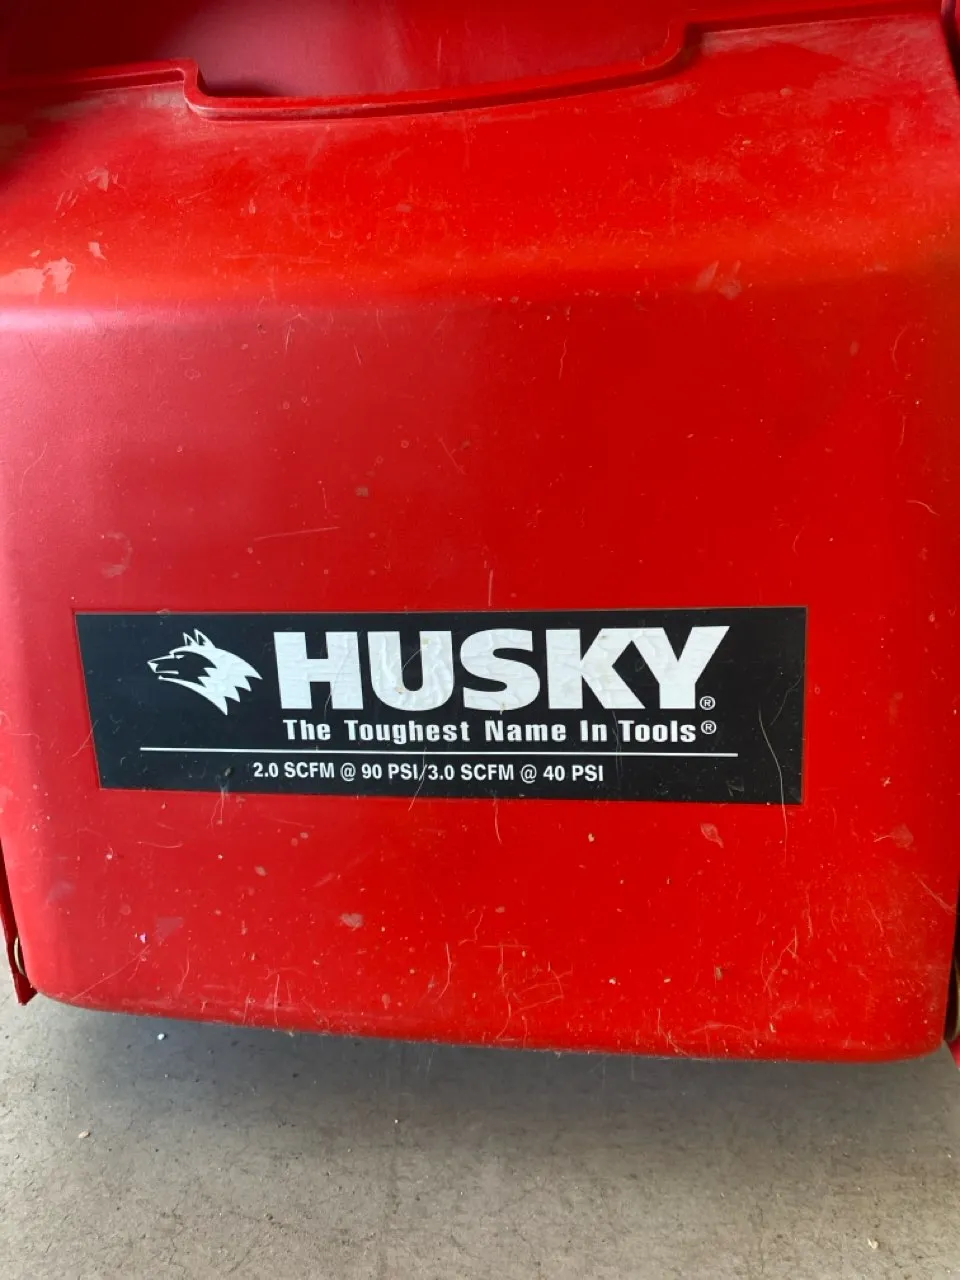 HUSKY®
The Toughest Name In Tools®
2.0 SCFM @ 90 PSI/3.0 SCFM @ 40 PSI